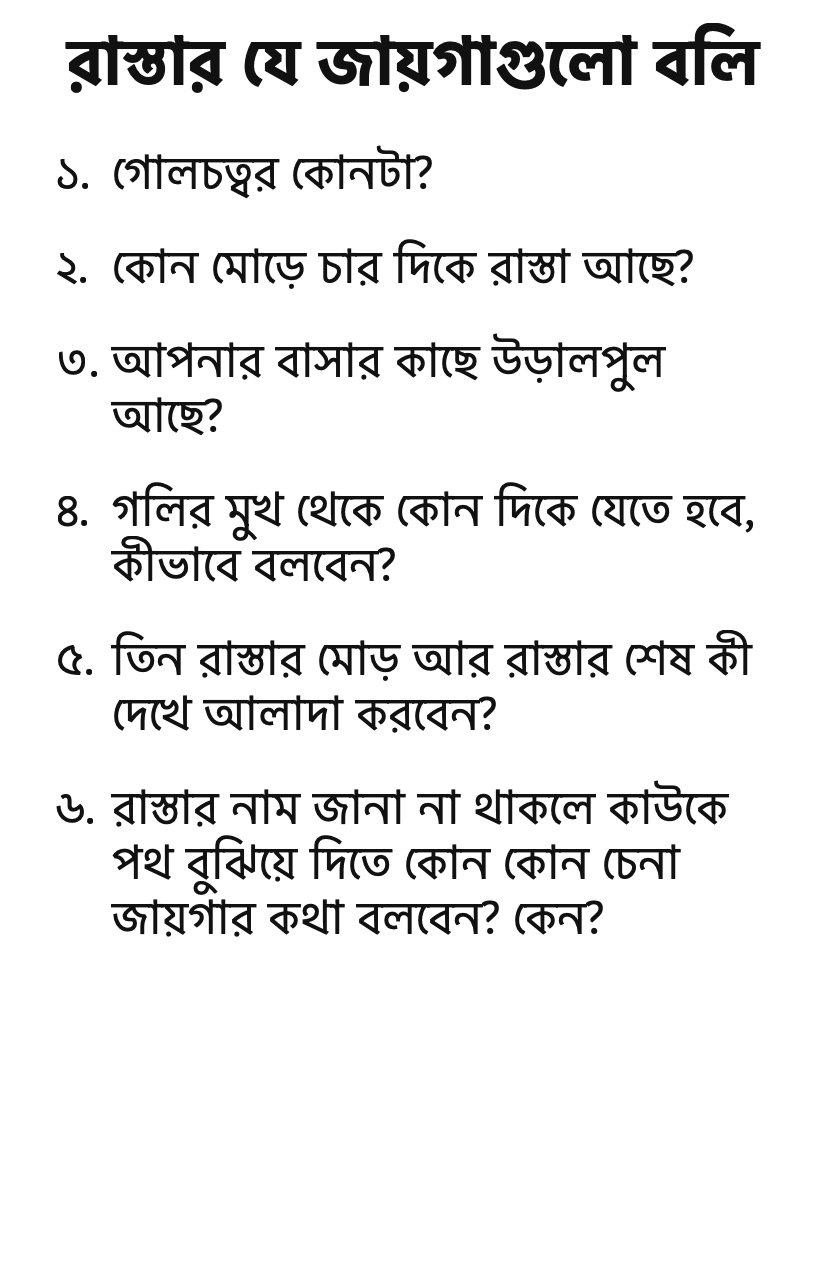 রাস্তার যে জায়গাগুলো বলি
১. গোলচত্বর কোনটা?
২. কোন মোড়ে চার দিকে রাস্তা আছে?
৩. আপনার বাসার কাছে উড়ালপুল
আছে?
৪. গলির মুখ থেকে কোন দিকে যেতে হবে,
কীভাবে বলবেন?
৫. তিন রাস্তার মোড় আর রাস্তার শেষ কী
দেখে আলাদা করবেন?
৬. রাস্তার নাম জানা না থাকলে কাউকে
পথ বুঝিয়ে দিতে কোন কোন চেনা
জায়গার কথা বলবেন? কেন?